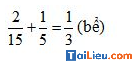 2/15 + 1/5 = 1/3 (bể)
TaiLieu.com